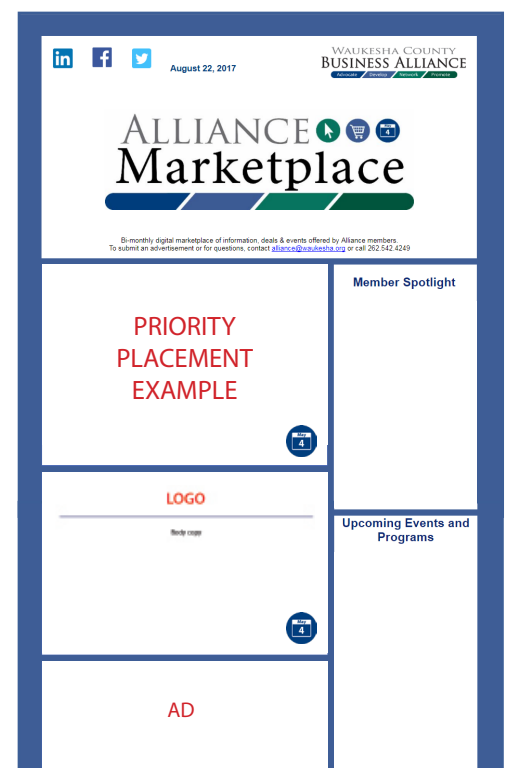 in f
August 22, 2017
WAUKESHA COUNTY
BUSINESS ALLIANCE
Advocate Develop Network Promote
ALLIANCE
May
4
Marketplace
Bi-monthly digital marketplace of information, deals & events offered by Alliance members.
To submit an advertisement or for questions, contact alliance@waukesha.org or call 262.542.4249
PRIORITY
PLACEMENT
EXAMPLE
May
4
Member Spotlight
LOGO
Body copy
May
4
Upcoming Events and
Programs
AD